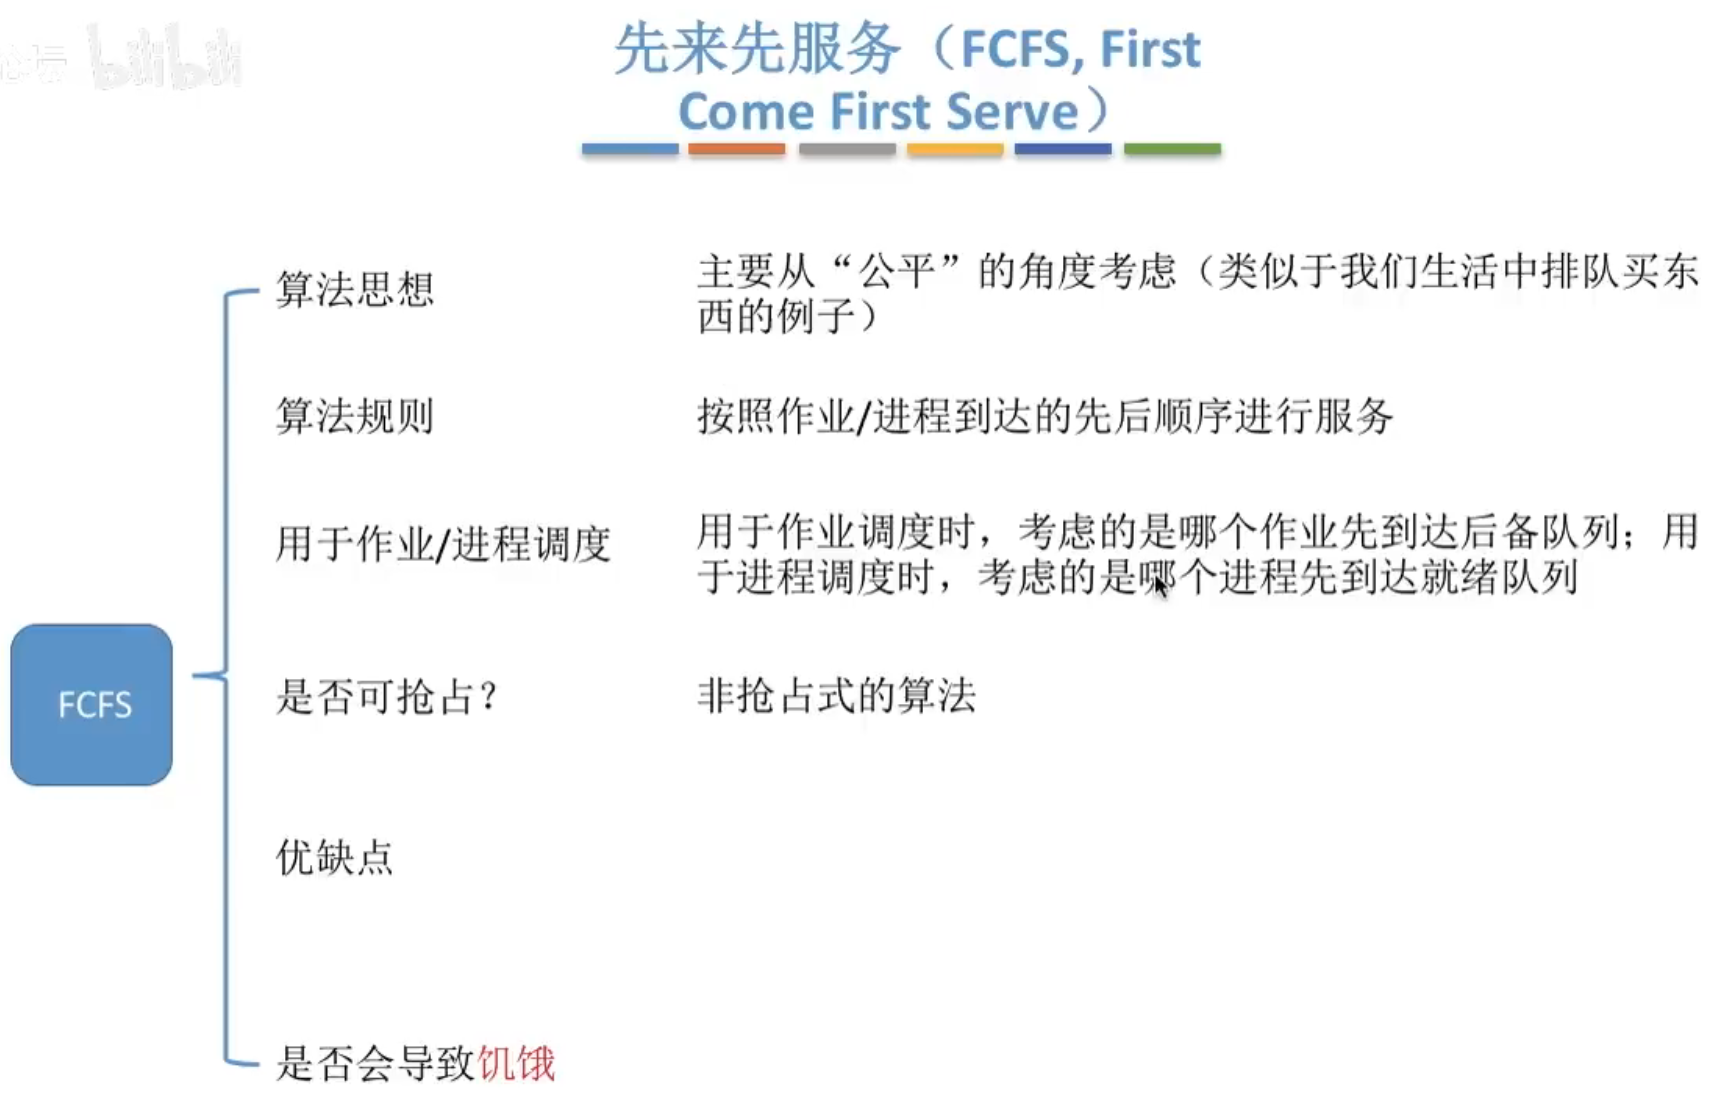 bilibili
先来先服务（FCFS, First
Come First Serve）
算法思想
主要从“公平”的角度考虑（类似于我们生活中排队买东
西的例子）
算法规则
按照作业/进程到达的先后顺序进行服务
用于作业/进程调度
用于作业调度时，考虑的是哪个作业先到达后备队列；用
于进程调度时，考虑的是哪个进程先到达就绪队列
FCFS
是否可抢占？
非抢占式的算法
优缺点
是否会导致饥饿